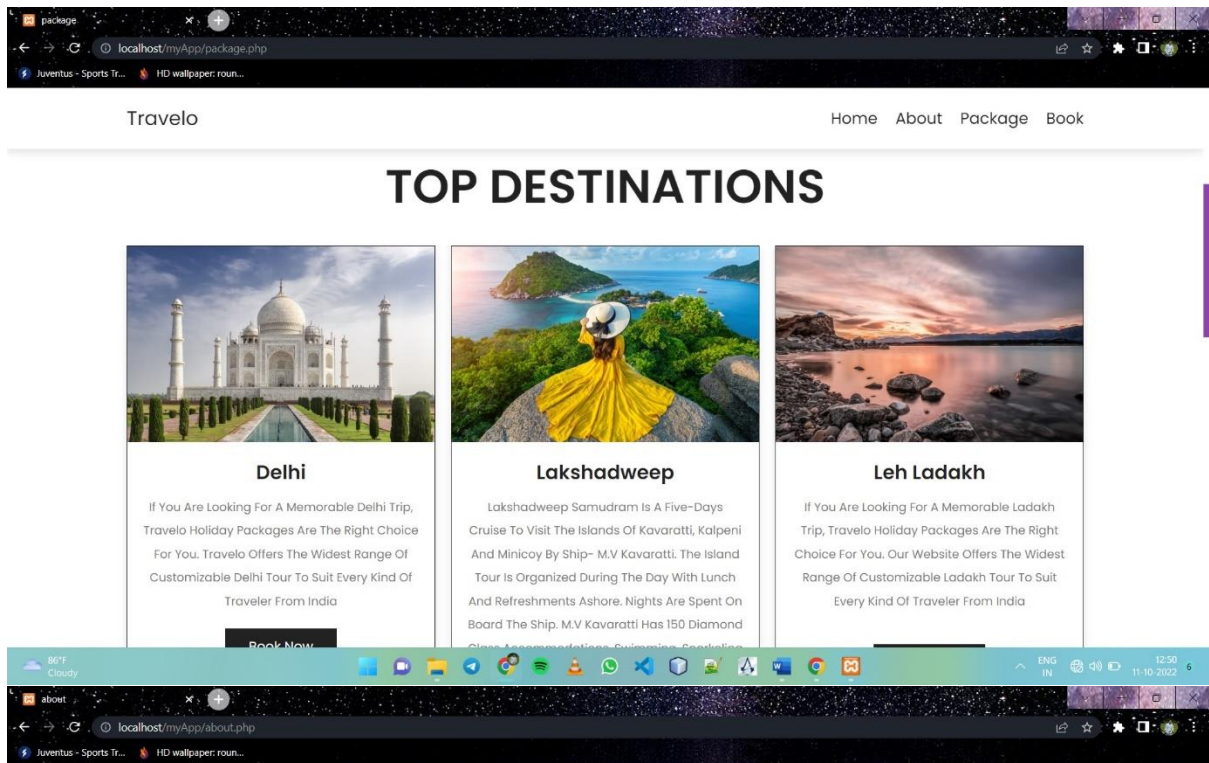 package
localhost/myApp/package.php
Juventus - Sports Tr... HD wallpaper: roun...
Travelo Home About Package Book
TOP DESTINATIONS
Delhi
If You Are Looking For A Memorable Delhi Trip,
Travelo Holiday Packages Are The Right Choice
For You. Travelo Offers The Widest Range Of
Customizable Delhi Tour To Suit Every Kind Of
Traveler From India
Book Now
Lakshadweep
Lakshadweep Samudram Is A Five-Days
Cruise To Visit The Islands Of Kavaratti, Kalpeni
And Minicoy By Ship- M.V Kavaratti. The Island
Tour Is Organized During The Day With Lunch
And Refreshments Ashore. Nights Are Spent On
Board The Ship. M.V Kavaratti Has 150 Diamond
Class Accommodations. Swimming, Snorkeling
Leh Ladakh
If You Are Looking For A Memorable Ladakh
Trip, Travelo Holiday Packages Are The Right
Choice For You. Our Website Offers The Widest
Range Of Customizable Ladakh Tour To Suit
Every Kind Of Traveler From India
86°F
Cloudy
ENG
IN
12:50
11-10-2022
6
about
localhost/myApp/about.php
Juventus - Sports Tr... HD wallpaper: roun...